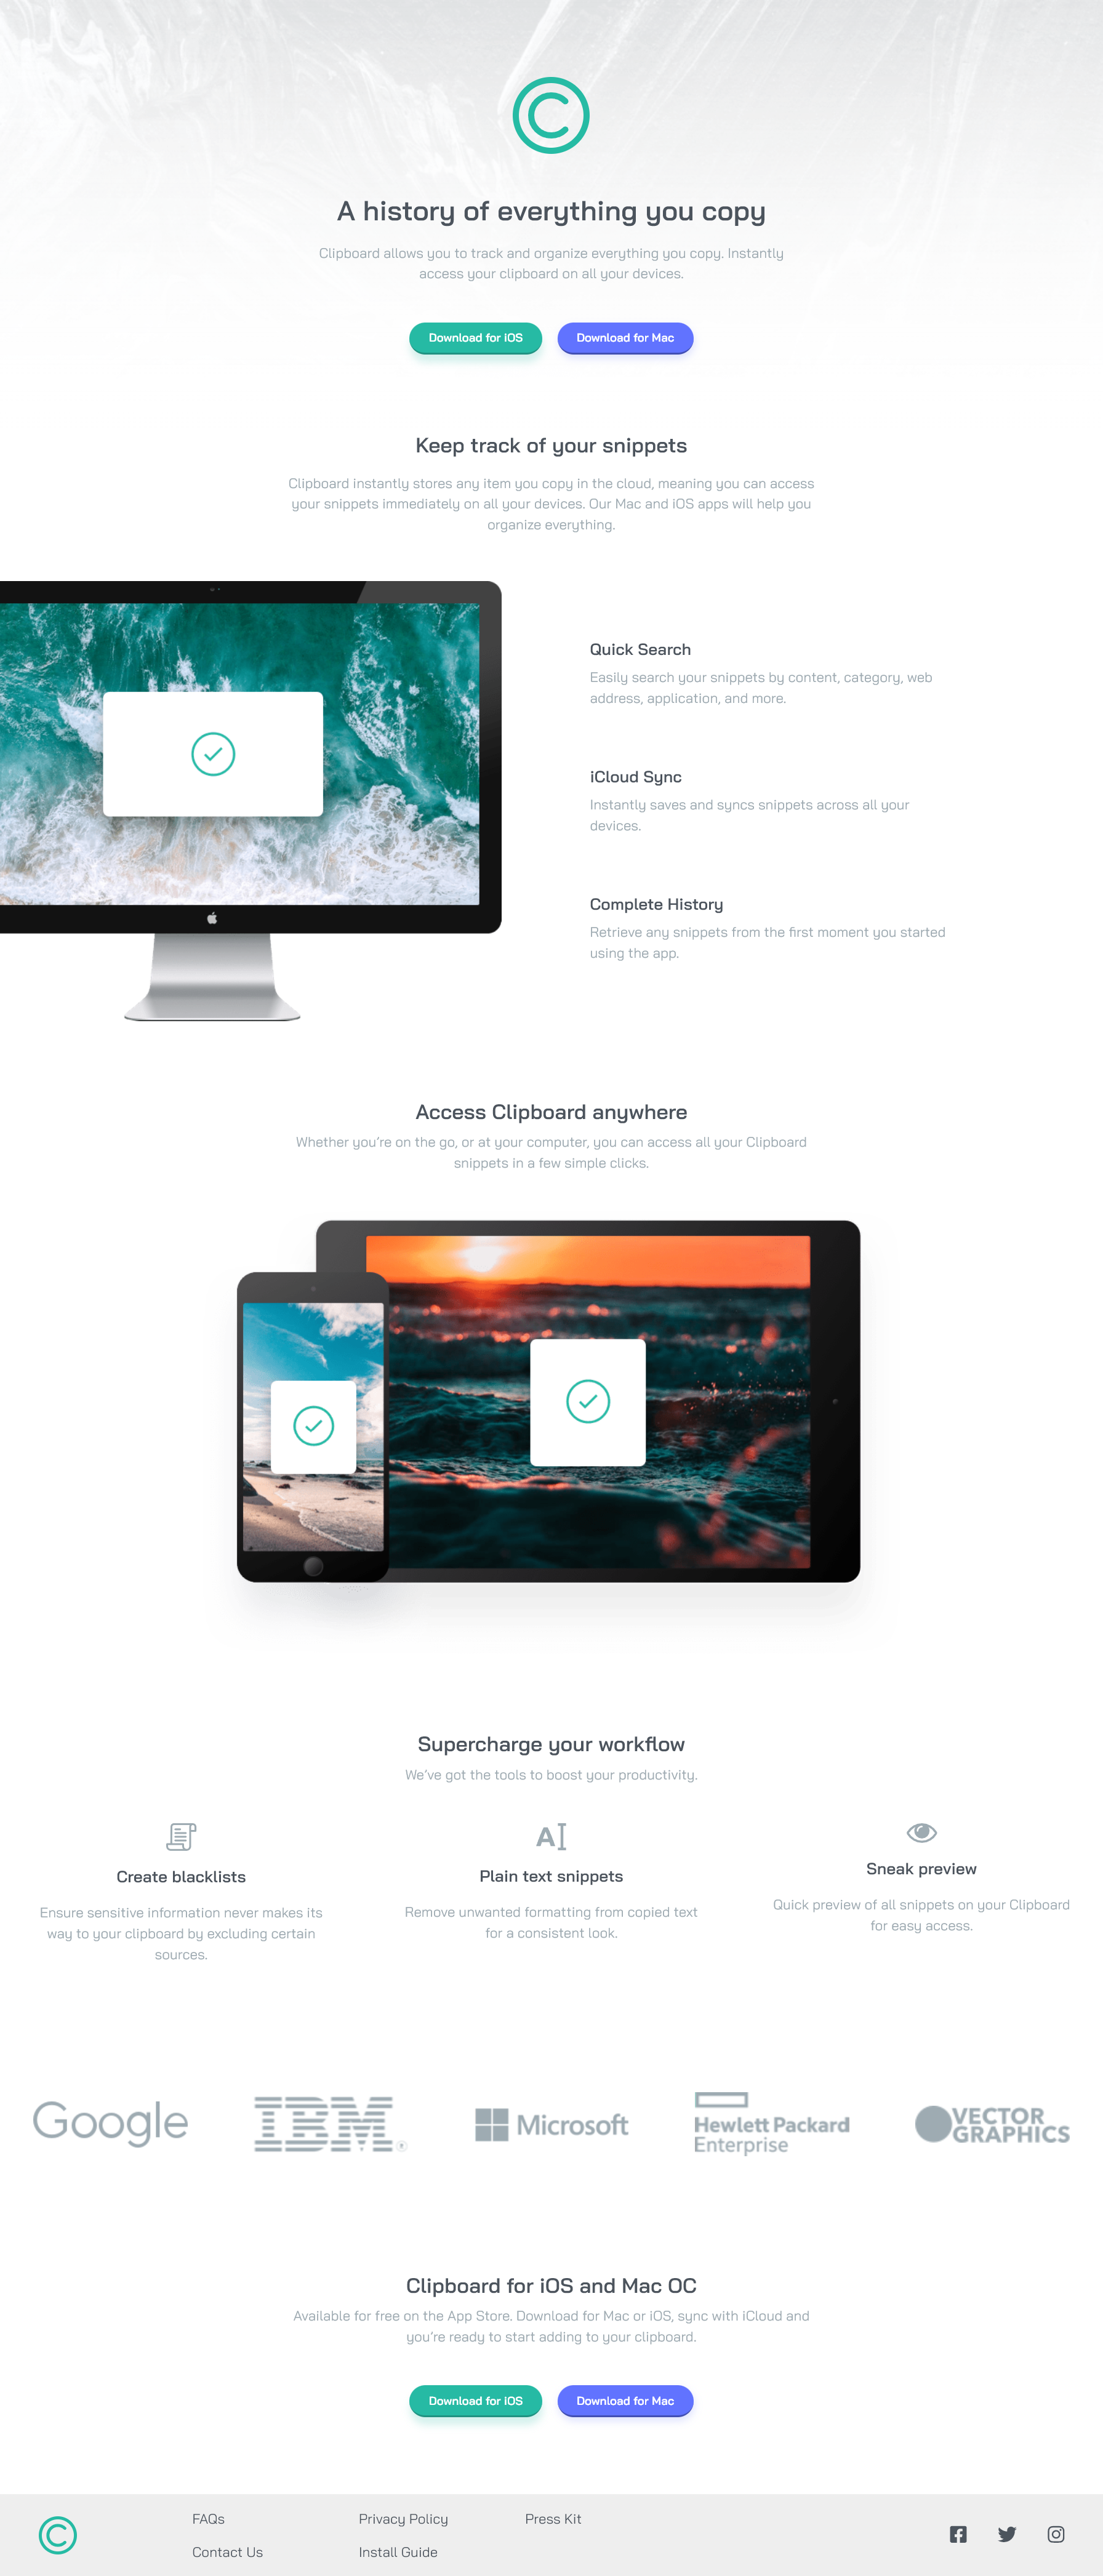 A history of everything you copy
Clipboard allows you to track and organize everything you copy. Instantly
access your clipboard on all your devices.
Download for iOS
Download for Mac
Keep track of your snippets
Clipboard instantly stores any item you copy in the cloud, meaning you can access
your snippets immediately on all your devices. Our Mac and iOS apps will help you
organize everything.
Quick Search
Easily search your snippets by content, category, web
address, application, and more.
iCloud Sync
Instantly saves and syncs snippets across all your
devices.
Complete History
Retrieve any snippets from the first moment you started
using the app.
Access Clipboard anywhere
Whether you’re on the go, or at your computer, you can access all your Clipboard
snippets in a few simple clicks.
Supercharge your workflow
We’ve got the tools to boost your productivity.
Create blacklists
Ensure sensitive information never makes its
way to your clipboard by excluding certain
sources.
Plain text snippets
Remove unwanted formatting from copied text
for a consistent look.
Sneak preview
Quick preview of all snippets on your Clipboard
for easy access.
Google
IBM
Microsoft
Hewlett Packard
Enterprise
VECTOR
GRAPHICS
Clipboard for iOS and Mac OC
Available for free on the App Store. Download for Mac or iOS, sync with iCloud and
you’re ready to start adding to your clipboard.
Download for iOS
Download for Mac
FAQs
Contact Us
Privacy Policy
Install Guide
Press Kit